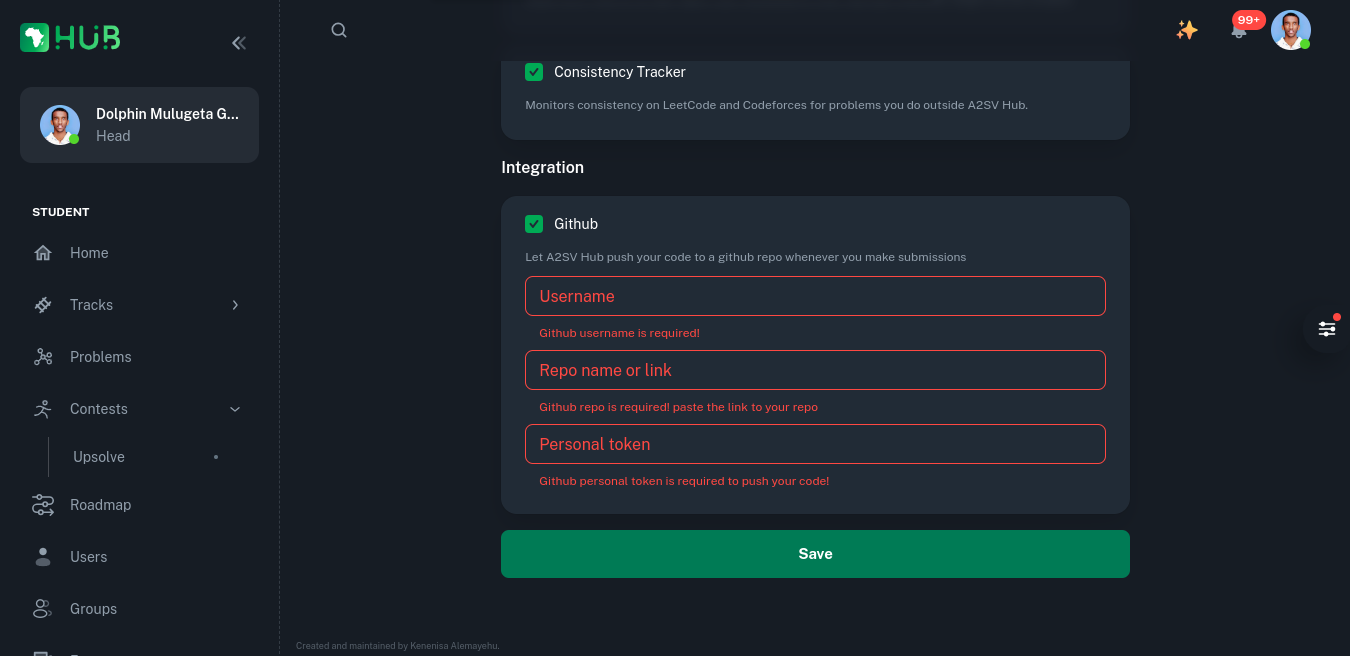 HUB
99+
Dolphin Mulugeta G...
Head
STUDENT
Home
Tracks
Problems
Contests
Upsolve
Roadmap
Users
Groups
Consistency Tracker
Monitors consistency on LeetCode and Codeforces for problems you do outside A2SV Hub.
Integration
Github
Let A2SV Hub push your code to a github repo whenever you make submissions
Username
Github username is required!
Repo name or link
Github repo is required! paste the link to your repo
Personal token
Github personal token is required to push your code!
Save
Created and maintained by Kenenisa Alemayehu.